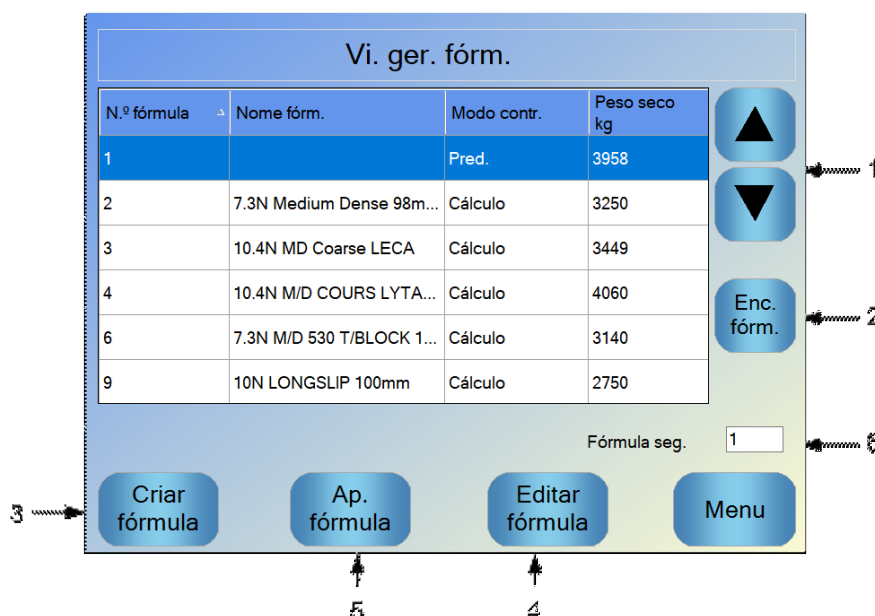 Vi. ger. fórm.
N.º fórmula Nome fórm. Modo contr. Peso seco
kg
1 Pred. 3958
2 7.3N Medium Dense 98m... Cálculo 3250
3 10.4N MD Coarse LECA Cálculo 3449
4 10.4N M/D COURS LYTA... Cálculo 4060
6 7.3N M/D 530 T/BLOCK 1... Cálculo 3140
9 10N LONGSLIP 100mm Cálculo 2750
1
Enc.
fórm.
2
Fórmula seg. 1
Criar
fórmula
Ap.
fórmula
Editar
fórmula
Menu
3
5
4